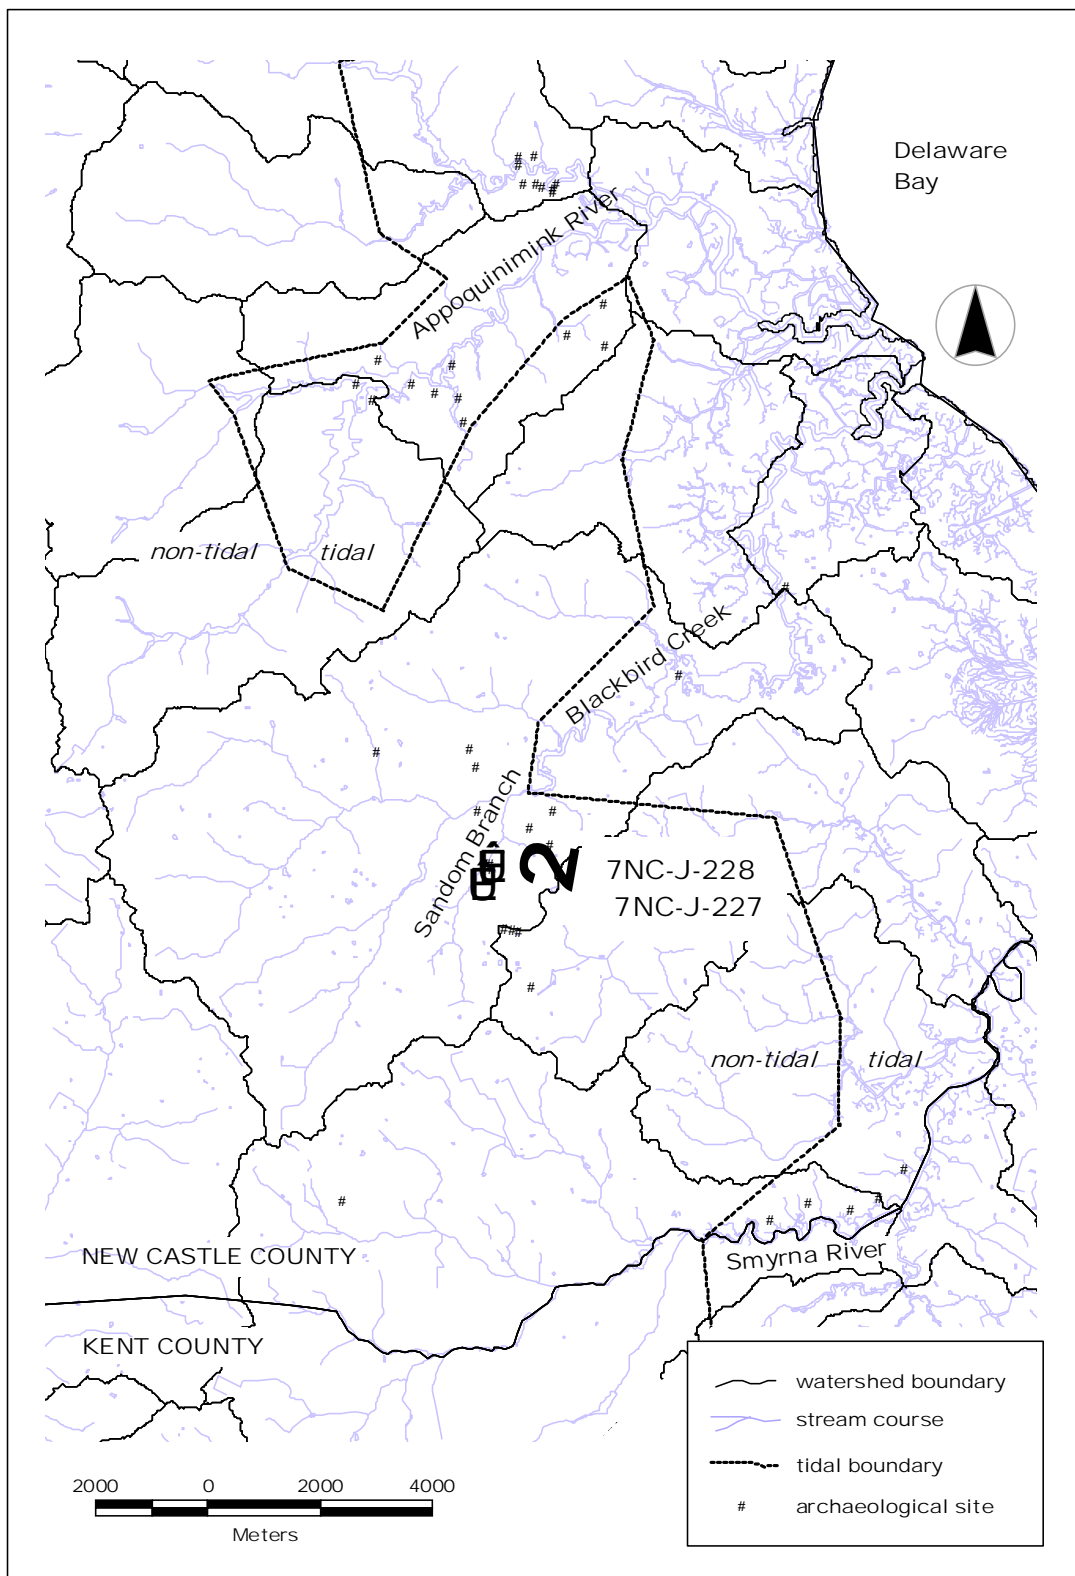 Delaware
Bay
Appoquinimink River
non-tidal
tidal
Blackbird Creek
Sandom Branch
2
7NC-J-228
7NC-J-227
non-tidal
tidal
NEW CASTLE COUNTY
Smyrna River
KENT COUNTY
watershed boundary
stream course
tidal boundary
# archaeological site
2000 0 2000 4000
Meters